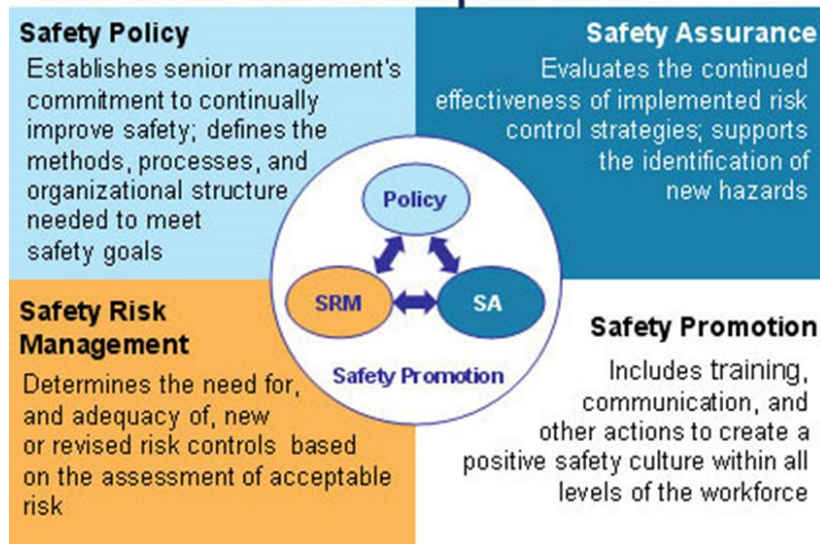 Safety Policy
Establishes senior management's
commitment to continually
improve safety; defines the
methods, processes, and
organizational structure
needed to meet
safety goals
Safety Assurance
Evaluates the continued
effectiveness of implemented risk
control strategies; supports
the identification of
new hazards
Policy
SRM
SA
Safety Promotion
Safety Risk
Management
Determines the need for,
and adequacy of, new
or revised risk controls based
on the assessment of acceptable
risk
Safety Promotion
Includes training,
communication, and
other actions to create a
positive safety culture within all
levels of the workforce